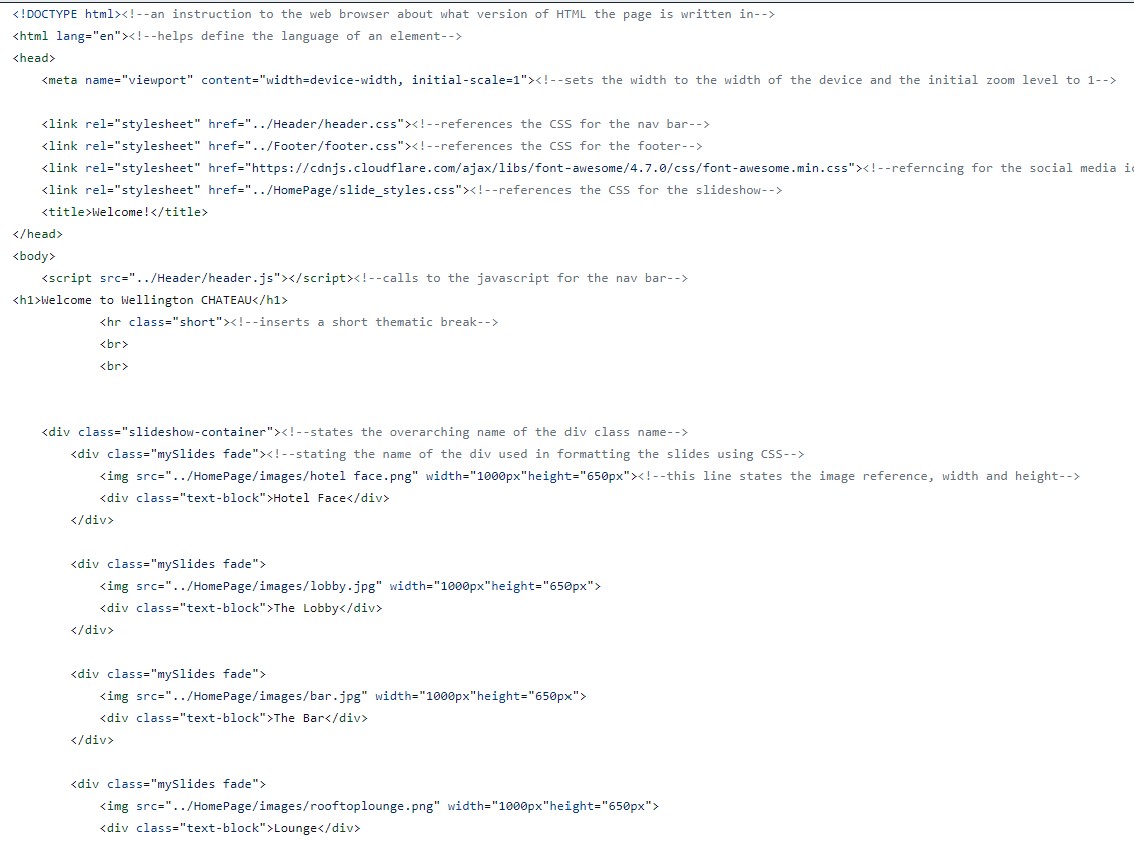 <!DOCTYPE html><!--an instruction to the web browser about what version of HTML the page is written in-->
<html lang="en"><!--helps define the language of an element-->
<head>
    <meta name="viewport" content="width=device-width, initial-scale=1"><!--sets the width to the width of the device and the initial zoom level to 1-->
    <link rel="stylesheet" href="../Header/header.css"><!--references the CSS for the nav bar-->
    <link rel="stylesheet" href="../Footer/footer.css"><!--references the CSS for the footer-->
    <link rel="stylesheet" href="https://cdnjs.cloudflare.com/ajax/libs/font-awesome/4.7.0/css/font-awesome.min.css"><!--referncing for the social media
    <link rel="stylesheet" href="../HomePage/slide_styles.css"><!--references the CSS for the slideshow-->
    <title>Welcome!</title>
</head>
<body>
    <script src="../Header/header.js"></script><!--calls to the javascript for the nav bar-->
<h1>Welcome to Wellington CHATEAU</h1>
            <hr class="short"><!--inserts a short thematic break-->
            <br>
            <br>
    <div class="slideshow-container"><!--states the overarching name of the div class name-->
        <div class="mySlides fade"><!--stating the name of the div used in formatting the slides using CSS-->
            <img src="../HomePage/images/hotel face.png" width="1000px"height="650px"><!--this line states the image reference, width and height-->
            <div class="text-block">Hotel Face</div>
        </div>
        <div class="mySlides fade">
            <img src="../HomePage/images/lobby.jpg" width="1000px"height="650px">
            <div class="text-block">The Lobby</div>
        </div>
        <div class="mySlides fade">
            <img src="../HomePage/images/bar.jpg" width="1000px"height="650px">
            <div class="text-block">The Bar</div>
        </div>
        <div class="mySlides fade">
            <img src="../HomePage/images/rooftoplounge.png" width="1000px"height="650px">
            <div class="text-block">Lounge</div>